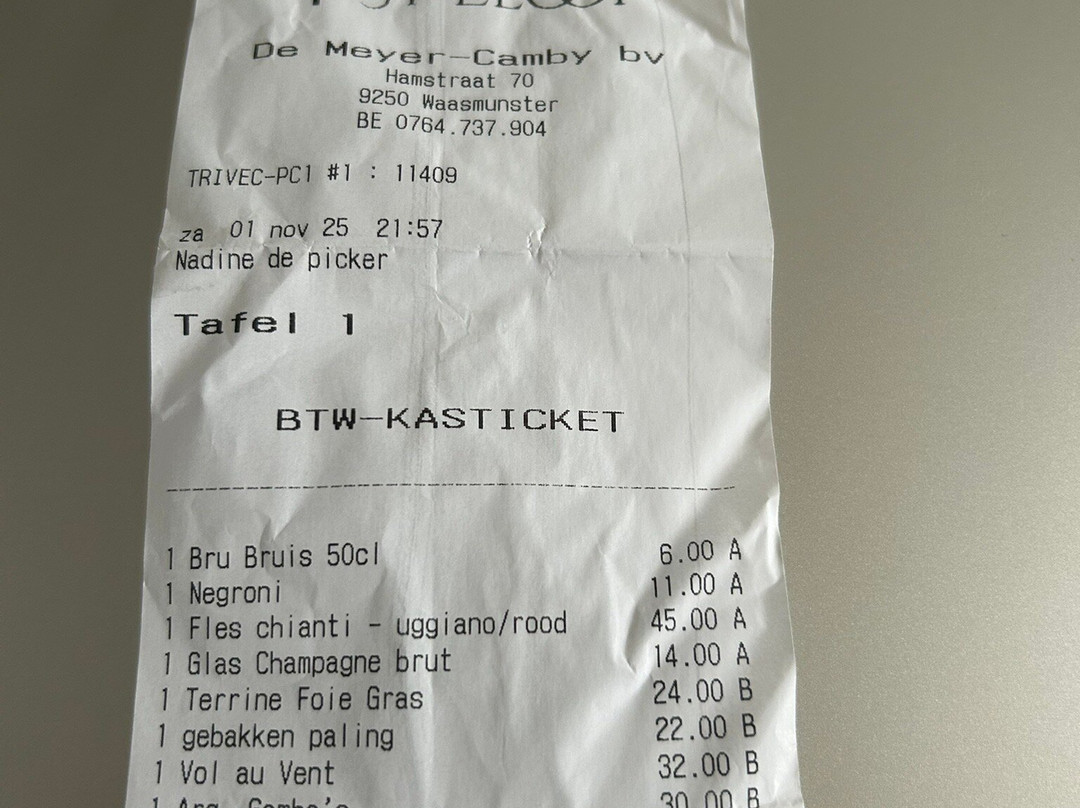 De Meyer-Camby bv
Hamstraat 70
9250 Waasmunster
BE 0764.737.904
TRIVEC-PC1 #1 : 11409
za 01 nov 25 21:57
Nadine de picker
Tafel 1
BTW-KASTICKET
1 Bru Bruis 50cl 6.00 A
1 Negroni 11.00 A
1 Fles chianti - uggiano/rood 45.00 A
1 Glas Champagne brut 14.00 A
1 Terrine Foie Gras 24.00 B
1 gebakken paling 22.00 B
1 Vol au Vent 32.00 B
1 30.00 B